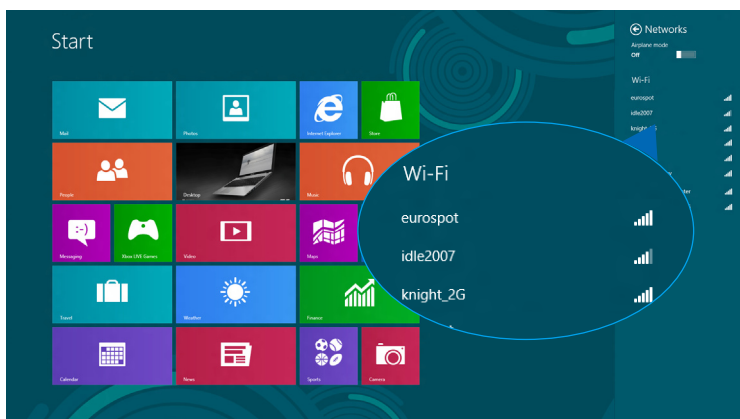 Start
Mail
Photos
Internet Explorer
Store
People
Desktop
Music
Messaging
Xbox LIVE Games
Video
Maps
Travel
Weather
Finance
Calendar
News
Sports
Camera
Networks
Airplane mode
Off
Wi-Fi
eurospot
idle2007
Wi-Fi
eurospot
idle2007
knight_2G